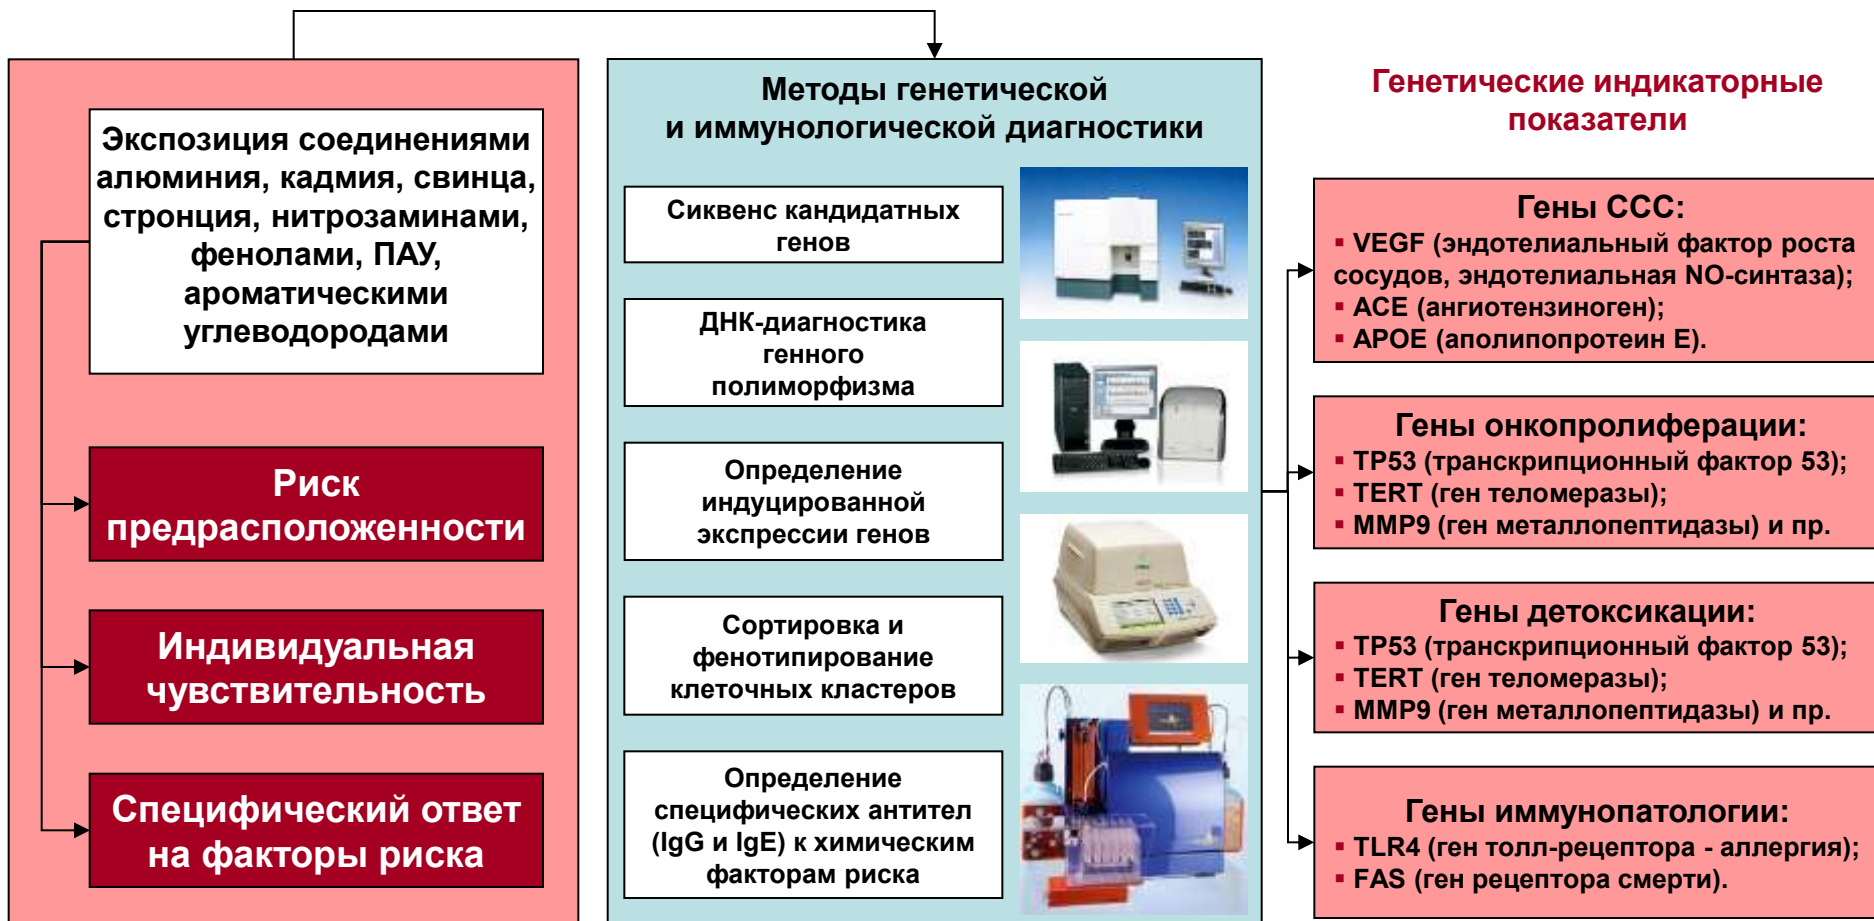 Экспозиция соединениями
алюминия, кадмия, свинца,
стронция, нитрозаминами,
фенолами, ПАУ,
ароматическими
углеводородами
Риск
предрасположенности
Индивидуальная
чувствительность
Специфический ответ
на факторы риска
Методы генетической
и иммунологической диагностики
Сиквенс кандидатных
генов
ДНК-диагностика
генного
полиморфизма
Определение
индуцированной
экспрессии генов
Сортировка и
фенотипирование
клеточных кластеров
Определение
специфических антител
(IgG и IgE) к химическим
факторам риска
Генетические индикаторные
показатели
Гены ССС:
▪ VEGF (эндотелиальный фактор роста
сосудов, эндотелиальная NO-синтаза);
▪ ACE (ангиотензиноген);
▪ APOE (аполипопротеин Е).
Гены онкопролиферации:
▪ TP53 (транскрипционный фактор 53);
▪ TERT (ген теломеразы);
▪ MMP9 (ген металлопептидазы) и пр.
Гены детоксикации:
▪ TP53 (транскрипционный фактор 53);
▪ TERT (ген теломеразы);
▪ MMP9 (ген металлопептидазы) и пр.
Гены иммунопатологии:
▪ TLR4 (ген толл-рецептора - аллергия);
▪ FAS (ген рецептора смерти).